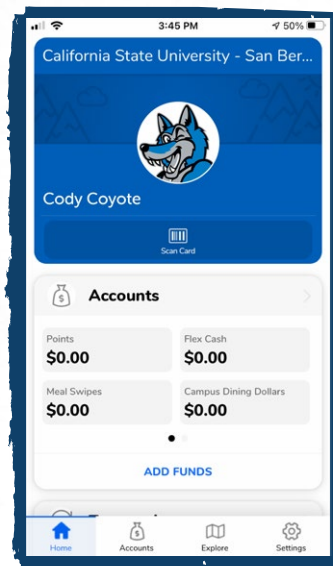 3:45 PM
50%
California State University - San Ber...
Cody Coyote
Scan Card
Accounts
Points
$0.00
Flex Cash
$0.00
Meal Swipes
$0.00
Campus Dining Dollars
$0.00
ADD FUNDS
Home
Accounts
Explore
Settings